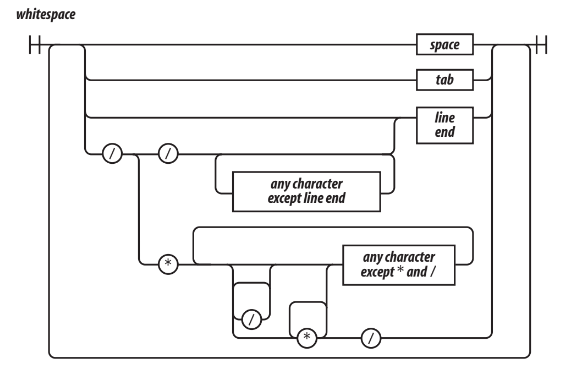 whitespace
space
tab
line
end
/ /
any character
except line end
*
any character
except * and /
/
* /